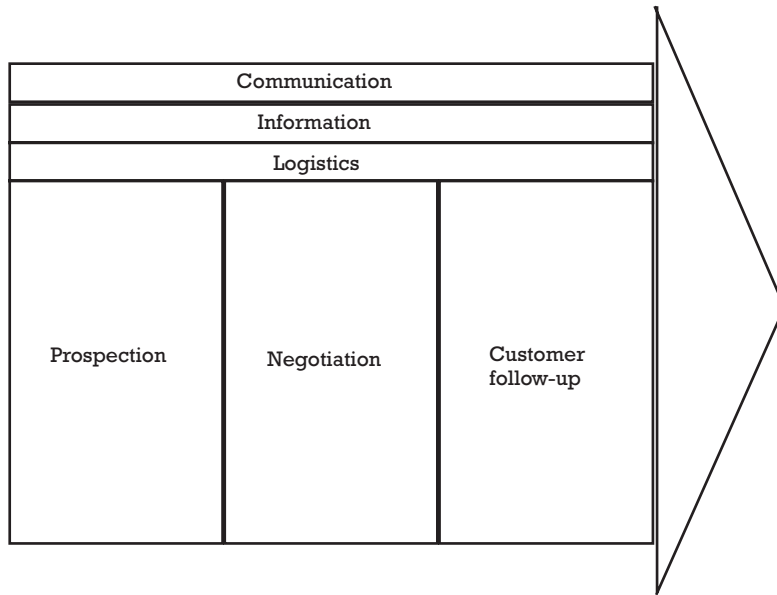 Communication
Information
Logistics
Prospection
Negotiation
Customer
follow-up